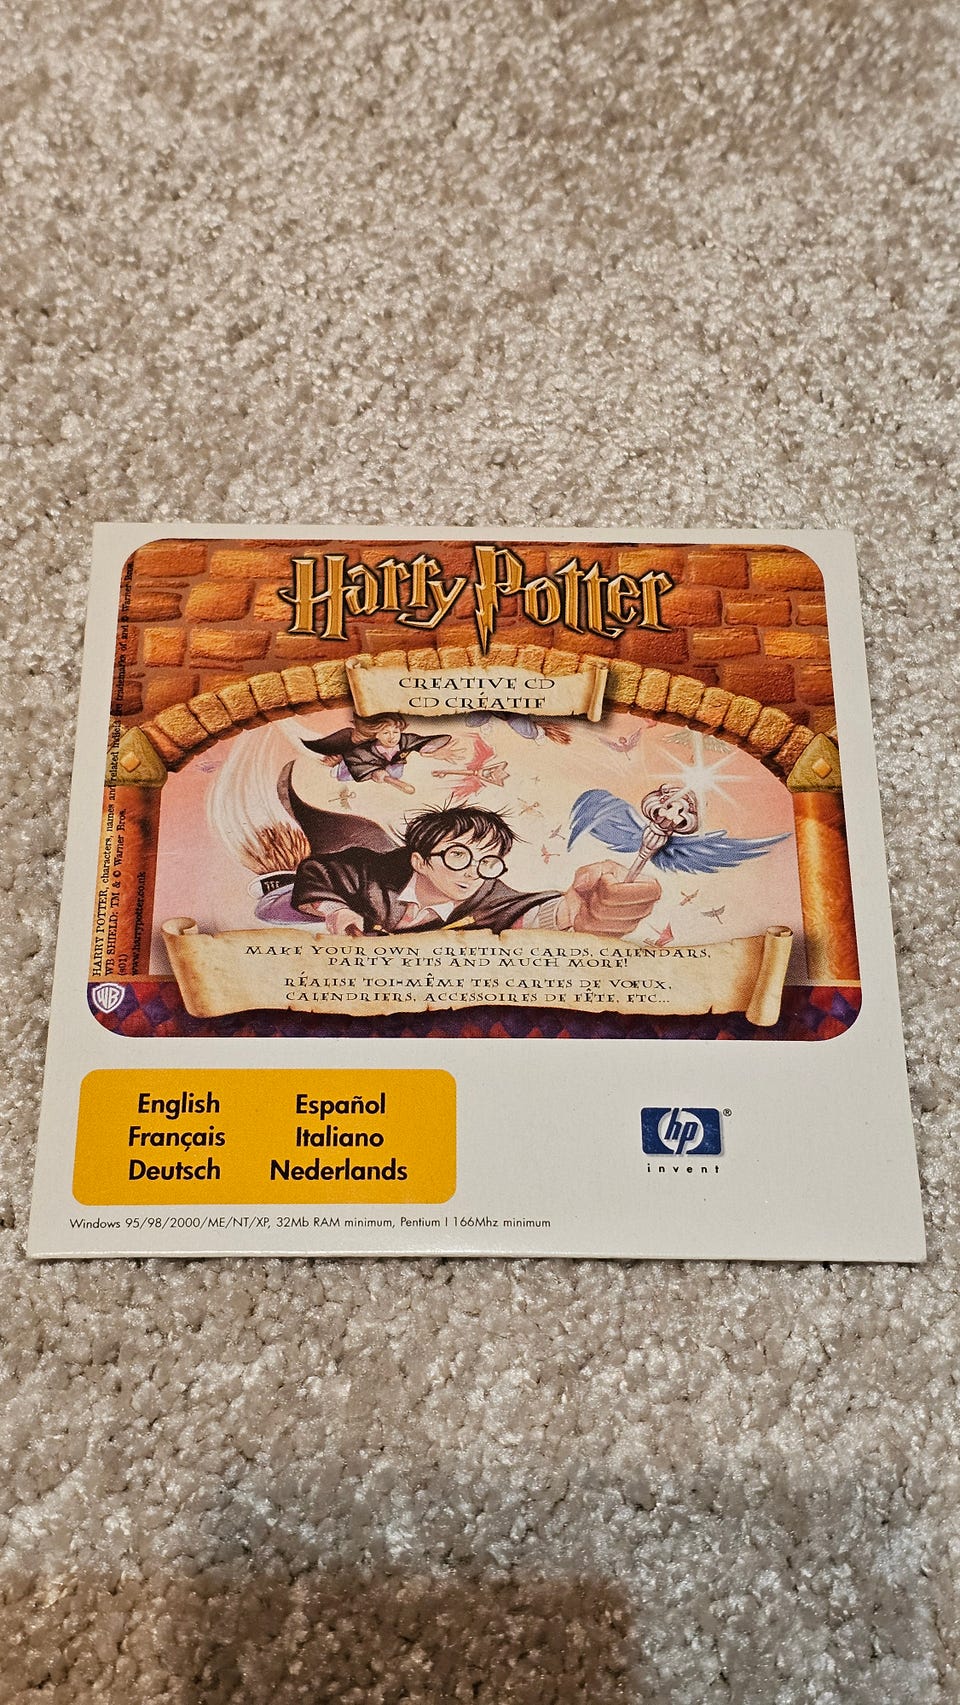 Harry Potter
CREATIVE CD
CD CRÉATIF
MAKE YOUR OWN GREETING CARDS, CALENDARS,
PARTY KITS AND MUCH MORE!
RÉALISE TOI-MÊME TES CARTES DE VŒUX,
CALENDRIERS, ACCESSOIRES DE FÊTE, ETC...
HARRY POTTER, characters, names and related indicia are trademarks of and © Warner Bros.
WB SHIELD: TM & © Warner Bros.
(s01)
www.harrypotter.co.uk
WB
English
Français
Deutsch
Español
Italiano
Nederlands
hp®
invent
Windows 95/98/2000/ME/NT/XP, 32Mb RAM minimum, Pentium I 166Mhz minimum